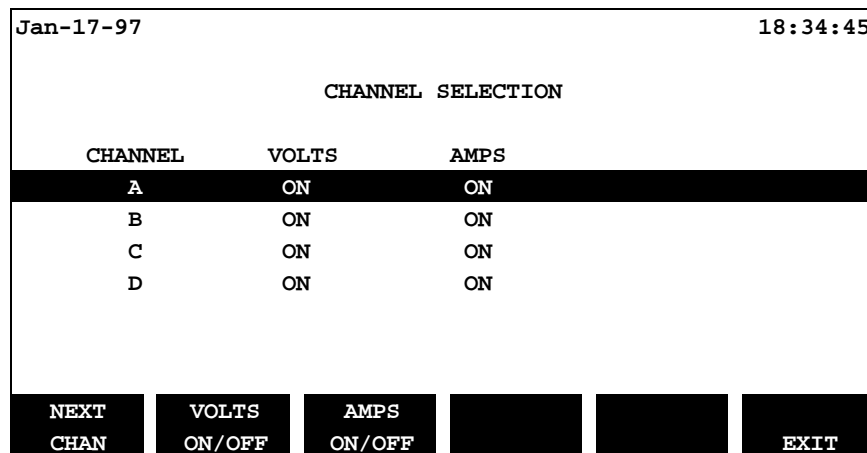 Jan-17-97 18:34:45
CHANNEL SELECTION
CHANNEL VOLTS AMPS
A ON ON
B ON ON
C ON ON
D ON ON
NEXT VOLTS AMPS
CHAN ON/OFF ON/OFF EXIT